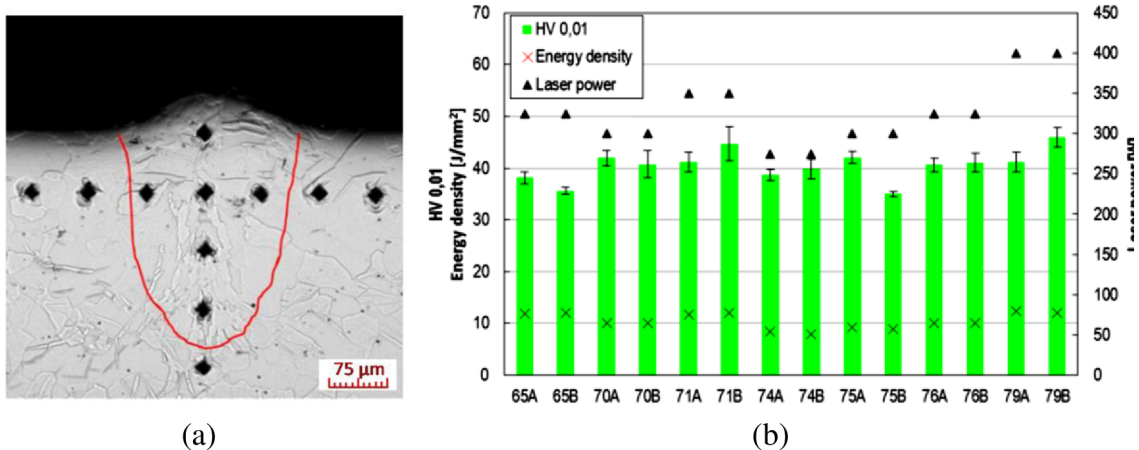 75 µm
(a)
70
60
50
40
30
20
10
0
HV 0,01
Energy density [J/mm²]
HV 0,01
Energy density
Laser power
450
400
350
300
250
200
150
100
50
0
65A 65B 70A 70B 71A 71B 74A 74B 75A 75B 76A 76B 79A 79B
(b)